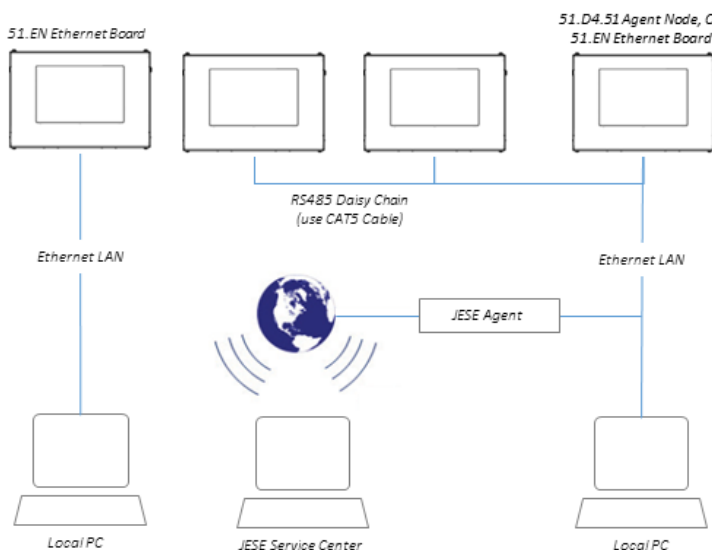 51.EN Ethernet Board
51.D4.51 Agent Node, 
51.EN Ethernet Board
RS485 Daisy Chain
(use CAT5 Cable)
Ethernet LAN
Ethernet LAN
JESE Agent
Local PC
JESE Service Center
Local PC